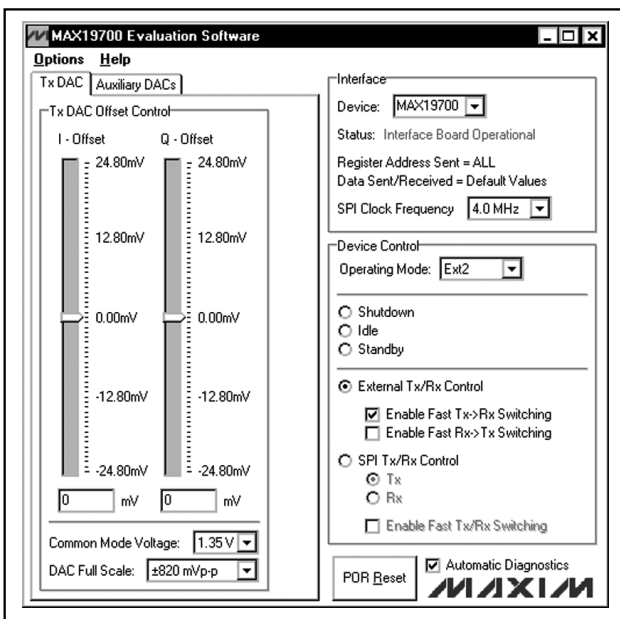 MAX19700 Evaluation Software
Options Help
Tx DAC Auxiliary DACs
Tx DAC Offset Control
I - Offset Q - Offset
24.80mV 24.80mV
12.80mV 12.80mV
0.00mV 0.00mV
-12.80mV -12.80mV
-24.80mV -24.80mV
0 mV 0 mV
Common Mode Voltage: 1.35 V
DAC Full Scale: ±820 mVp-p
Interface
Device: MAX19700
Status: Interface Board Operational
Register Address Sent = ALL
Data Sent/Received = Default Values
SPI Clock Frequency 4.0 MHz
Device Control
Operating Mode: Ext2
Shutdown
Idle
Standby
External Tx/Rx Control
Enable Fast Tx->Rx Switching
Enable Fast Rx->Tx Switching
SPI Tx/Rx Control
Tx
Rx
Enable Fast Tx/Rx Switching
POR Reset
Automatic Diagnostics
MAXIM